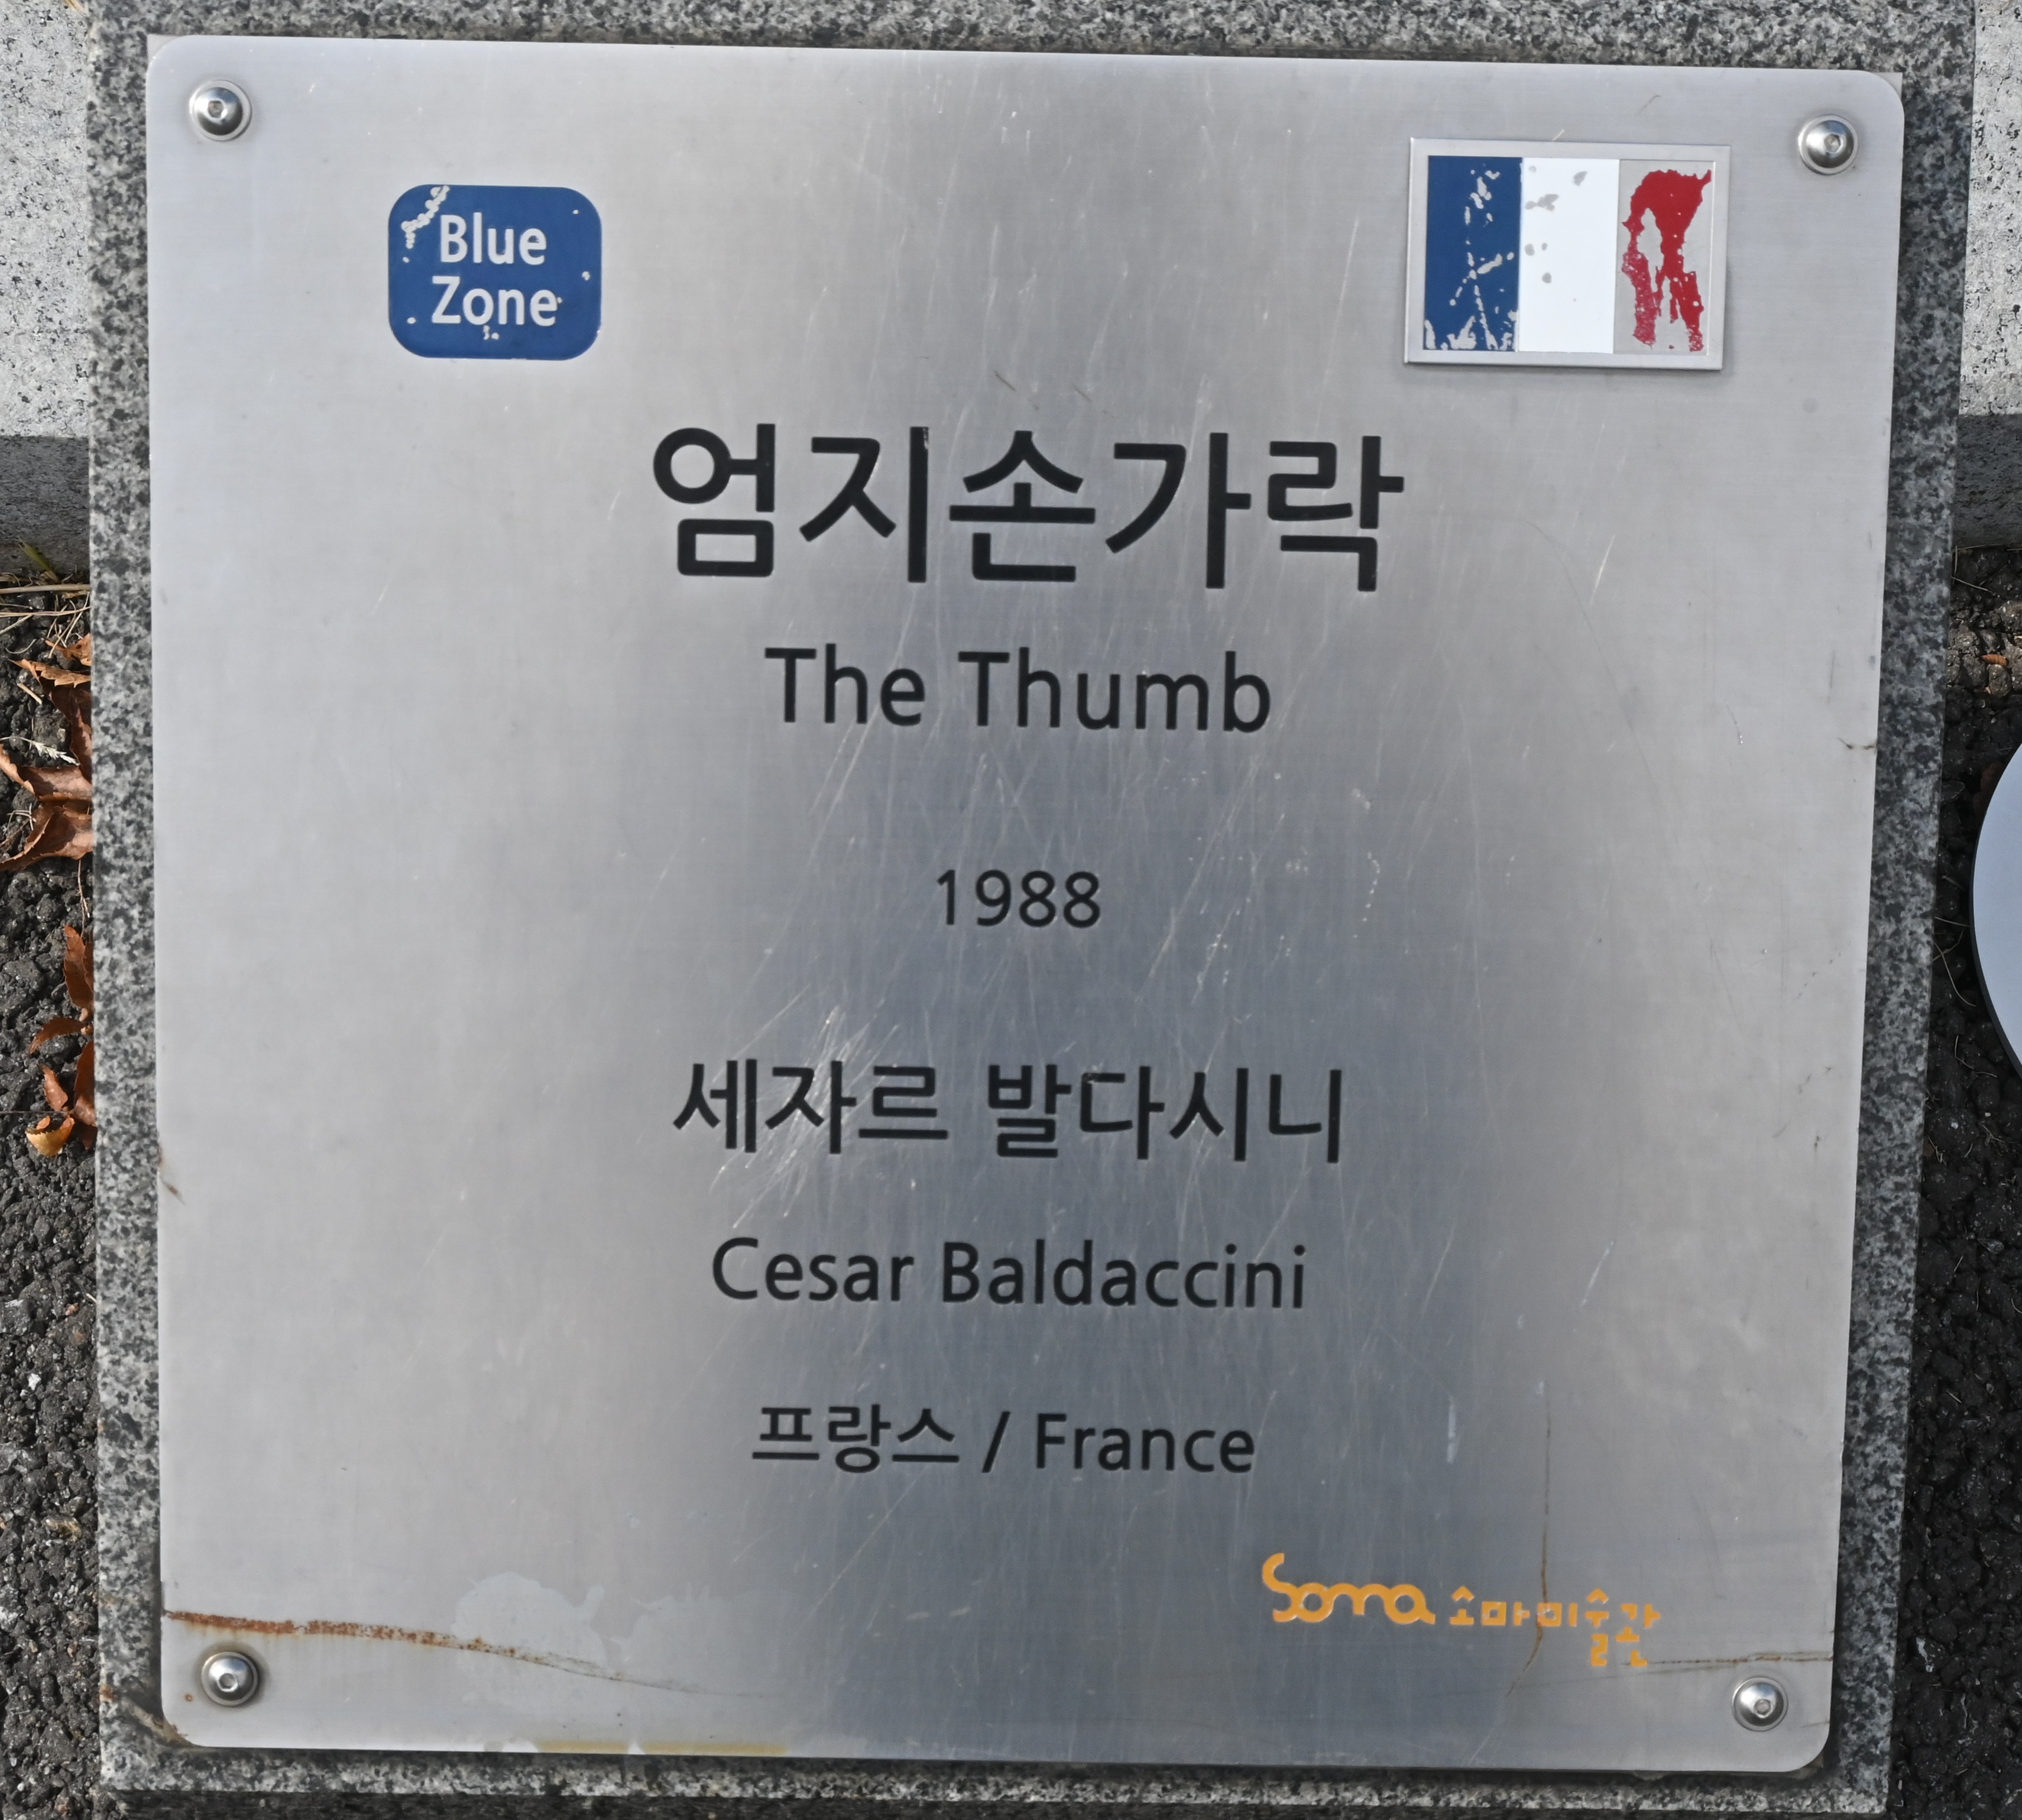 Blue
Zone
엄지손가락
The Thumb
1988
세자르 발다시니
Cesar Baldaccini
프랑스 / France
Soma 소마미술관